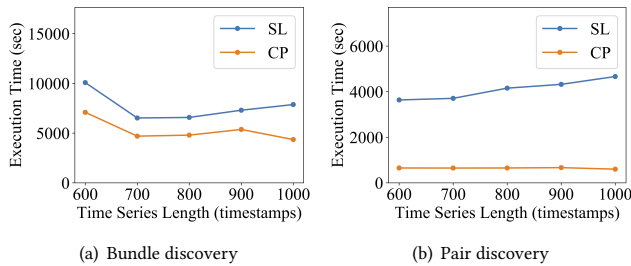 Execution Time (sec)
15000
10000
5000
0
SL
CP
600 700 800 900 1000
Time Series Length (timestamps)
(a) Bundle discovery
Execution Time (sec)
6000
4000
2000
0
SL
CP
600 700 800 900 1000
Time Series Length (timestamps)
(b) Pair discovery